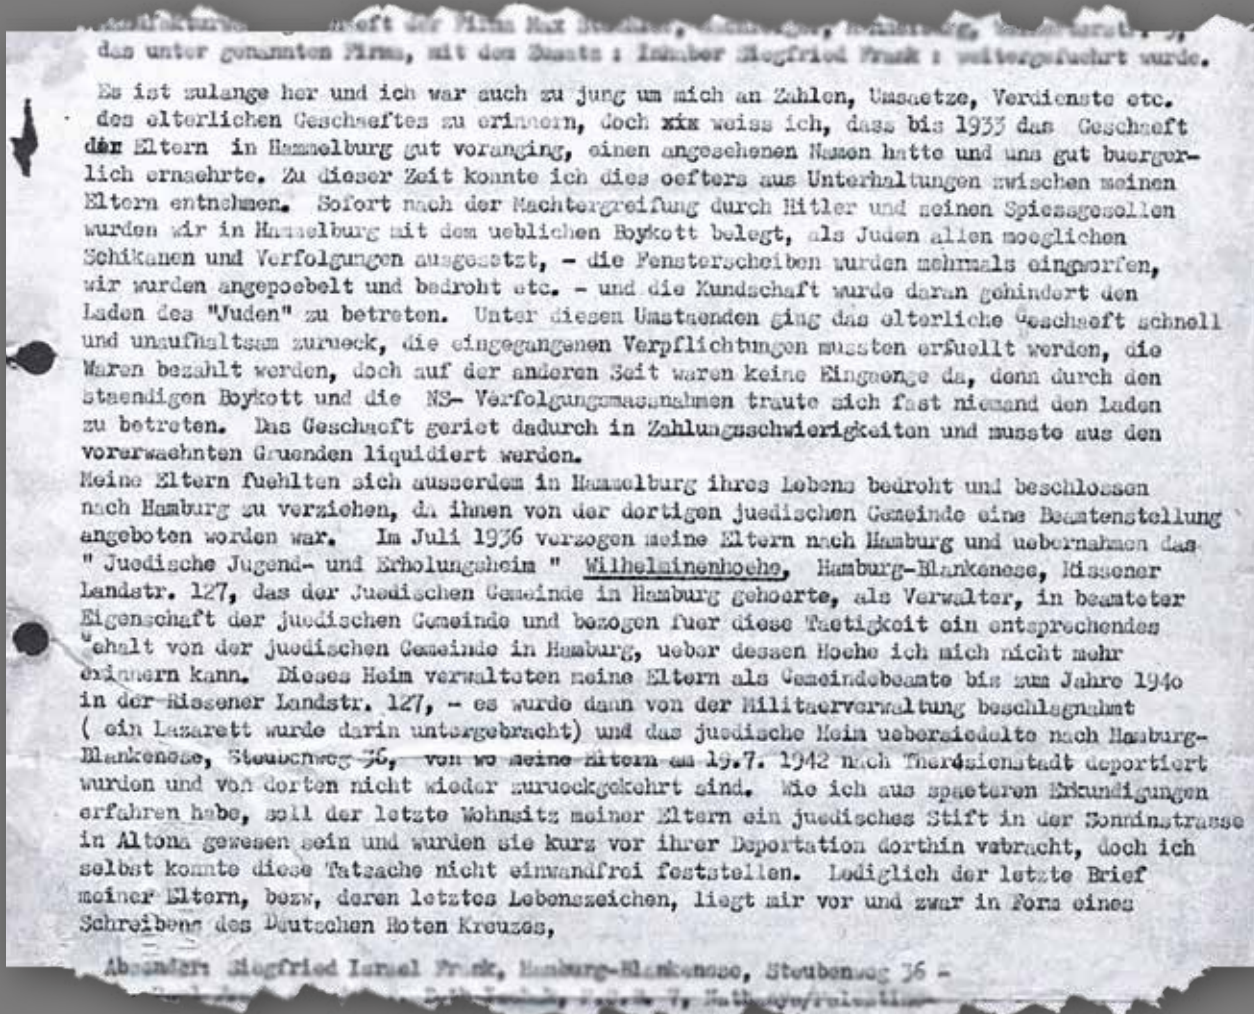 der Firma Max
das unter genannten Firma, mit dem Zusatz : Inhaber Siegfried Frank : weitergefuehrt wurde.
Es ist zulange her und ich war auch zu jung um mich an Zahlen, Umsaetze, Verdienste etc.
des elterlichen Geschaeftes zu erinnern, doch xix weiss ich, dass bis 1933 das Geschaeft
der Eltern in Hammelburg gut voranging, einen angesehenen Namen hatte und uns gut buerger-
lich ernaehrte. Zu dieser Zeit konnte ich dies oefters aus Unterhaltungen zwischen meinen
Eltern entnehmen. Sofort nach der Machtergreifung durch Hitler und seinen Spiessgesellen
wurden wir in Hammelburg mit dem ueblichen Boykott belegt, als Juden allen moeglichen
Schikanen und Verfolgungen ausgesetzt, - die Fensterscheiben wurden mehrmals eingworfen,
wir wurden angepoebelt und bedroht etc. - und die Kundschaft wurde daran gehindert den
Laden des "Juden" zu betreten. Unter diesen Umstaenden ging das elterliche Geschaeft schnell
und unaufhaltsam zurueck, die eingegangenen Verpflichtungen mussten erfuellt werden, die
Waren bezahlt werden, doch auf der anderen Seit waren keine Eingaenge da, denn durch den
staendigen Boykott und die NS- Verfolgungsmassnahmen traute sich fast niemand den Laden
zu betreten. Das Geschaeft geriet dadurch in Zahlungsschwierigkeiten und musste aus den
vorerwaehnten Gruenden liquidiert werden.
Meine Eltern fuehlten sich ausserdem in Hammelburg ihres Lebens bedroht und beschlossen
nach Hamburg zu verziehen, da ihnen von der dortigen juedischen Gemeinde eine Beamtenstellung
angeboten worden war. Im Juli 1936 verzogen meine Eltern nach Hamburg und uebernahmen das
" Juedische Jugend- und Erholungsheim " Wilhelminenhoehe, Hamburg-Blankenese, Rissener
Landstr. 127, das der Juedischen Gemeinde in Hamburg gehoerte, als Verwalter, in beamteter
Eigenschaft der juedischen Gemeinde und bezogen fuer diese Taetigkeit ein entsprechendes
Gehalt von der juedischen Gemeinde in Hamburg, ueber dessen Hoehe ich mich nicht mehr
erinnern kann. Dieses Heim verwalteten meine Eltern als Gemeindebeamte bis zum Jahre 1940
in der Rissener Landstr. 127, - es wurde dann von der Militaerverwaltung beschlagnahmt
( ein Lazarett wurde darin untergebracht) und das juedische Heim uebersiedelte nach Hamburg-
Blankenese, Steubenweg 36, von wo meine Eltern am 19.7. 1942 nach Theresienstadt deportiert
wurden und von dorten nicht wieder zurueckgekehrt sind. Wie ich aus spaeteren Erkundigungen
erfahren habe, soll der letzte Wohnsitz meiner Eltern ein juedisches Stift in der Sonninstrasse
in Altona gewesen sein und wurden sie kurz vor ihrer Deportation dorthin vebracht, doch ich
selbst konnte diese Tatsache nicht einwandfrei feststellen. Lediglich der letzte Brief
meiner Eltern, bezw, deren letztes Lebenszeichen, liegt mir vor und zwar in Form eines
Schreibens des Deutschen Roten Kreuzes,
Absender: Siegfried Israel Frank, Hamburg-Blankenese, Steubenweg 36 -